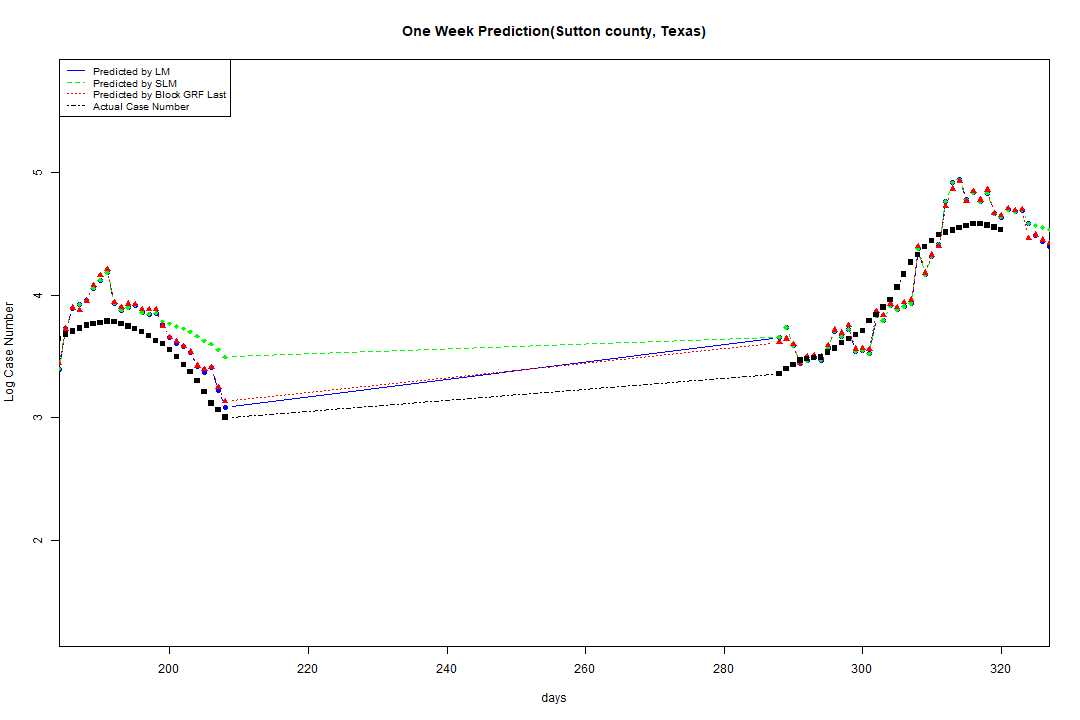 One Week Prediction(Sutton county, Texas)
Predicted by LM
Predicted by SLM
Predicted by Block GRF Last
Actual Case Number
Log Case Number
5
4
3
2
200 220 240 260 280 300 320
days